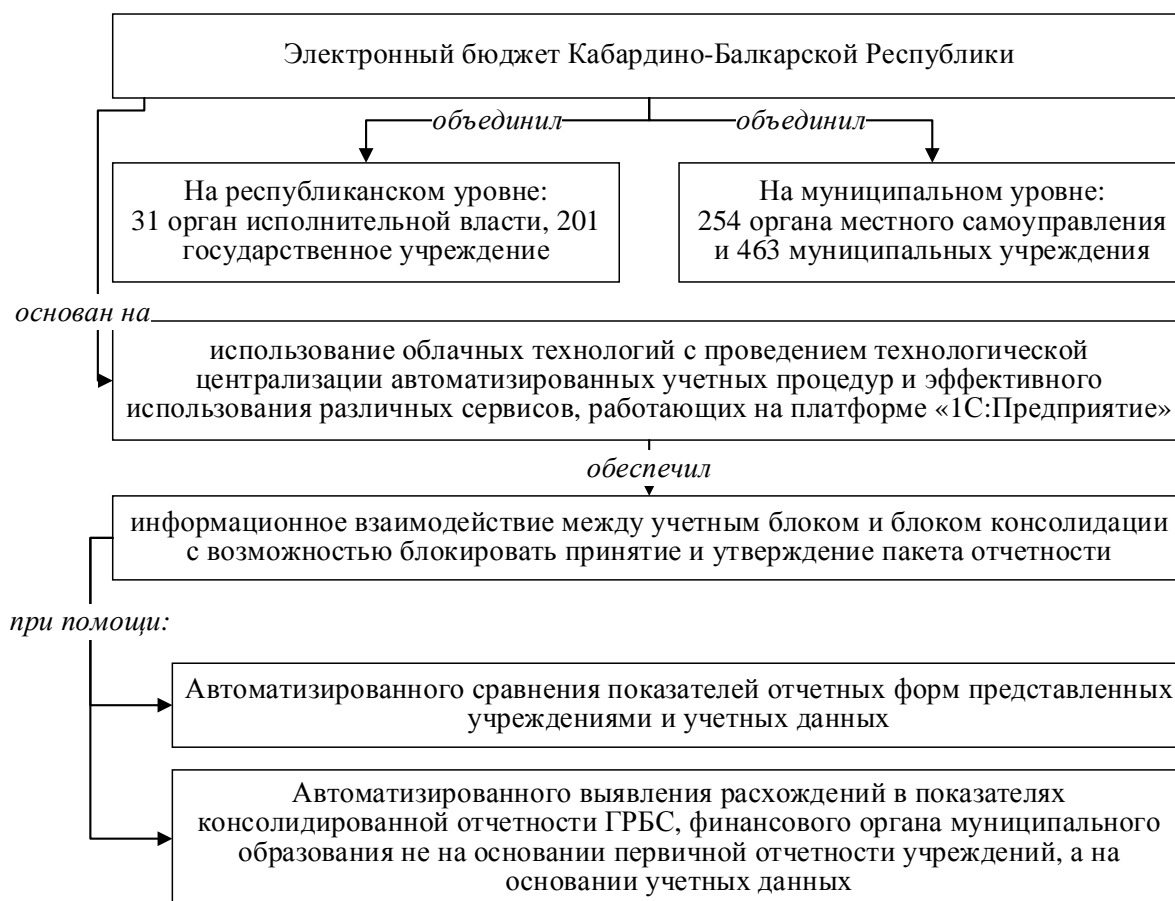 Электронный бюджет Кабардино-Балкарской Республики
объединил
объединил
На республиканском уровне:
31 орган исполнительной власти, 201
государственное учреждение
На муниципальном уровне:
254 органа местного самоуправления
и 463 муниципальных учреждения
основан на
использование облачных технологий с проведением технологической
централизации автоматизированных учетных процедур и эффективного
использования различных сервисов, работающих на платформе «1С:Предприятие»
обеспечил
информационное взаимодействие между учетным блоком и блоком консолидации
с возможностью блокировать принятие и утверждение пакета отчетности
при помощи:
Автоматизированного сравнения показателей отчетных форм представленных
учреждениями и учетных данных
Автоматизированного выявления расхождений в показателях
консолидированной отчетности ГРБС, финансового органа муниципального
образования не на основании первичной отчетности учреждений, а на
основании учетных данных